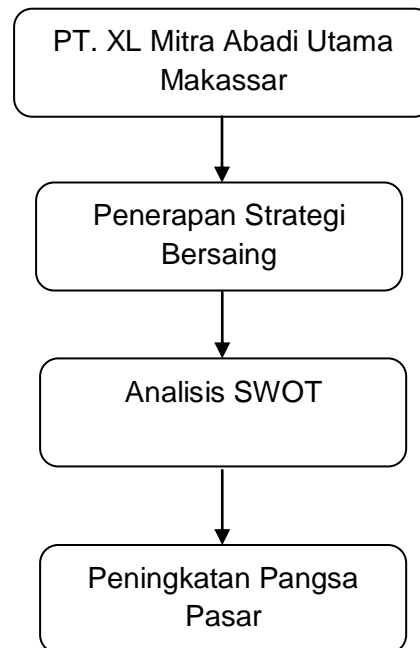 PT. XL Mitra Abadi Utama
Makassar
Penerapan Strategi
Bersaing
Analisis SWOT
Peningkatan Pangsa
Pasar